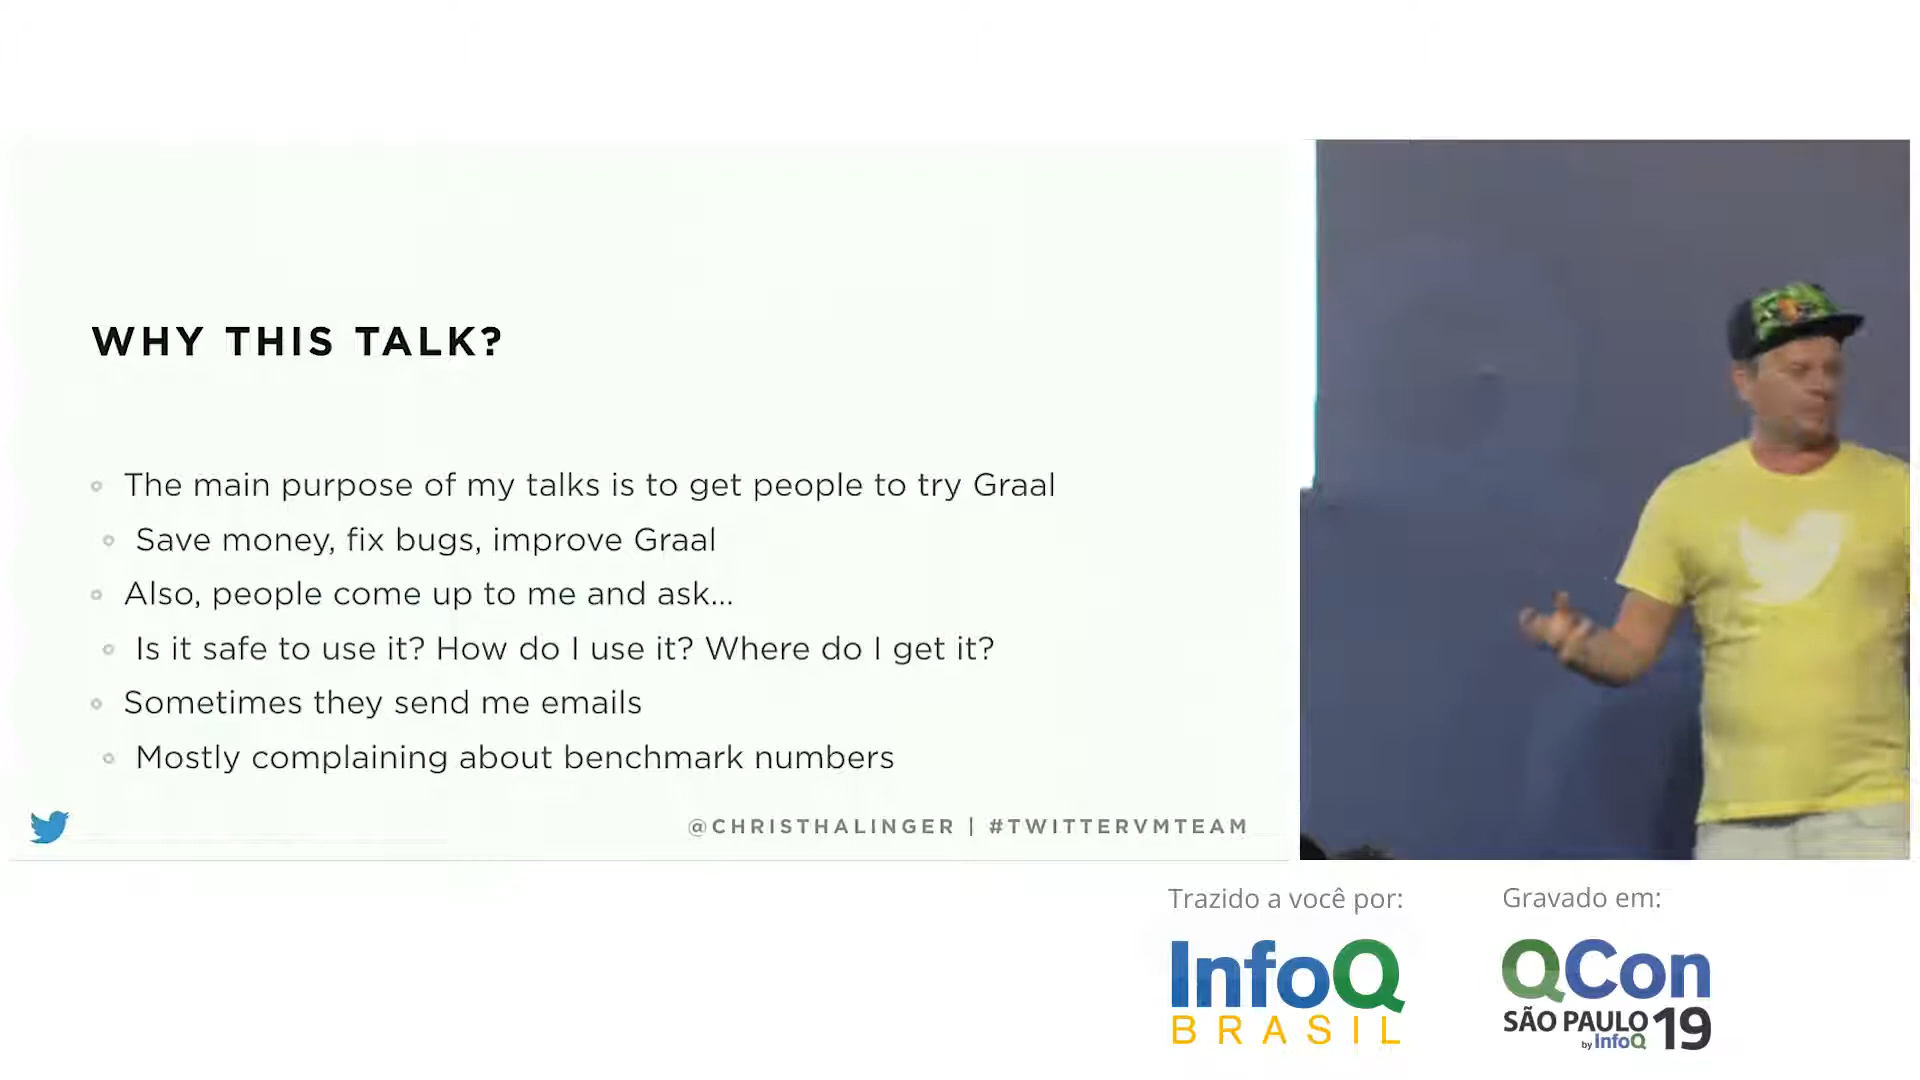 WHY THIS TALK?
The main purpose of my talks is to get people to try Graal
Save money, fix bugs, improve Graal
Also, people come up to me and ask...
Is it safe to use it? How do I use it? Where do I get it?
Sometimes they send me emails
Mostly complaining about benchmark numbers
@CHRISTHALINGER | #TWITTERVMTEAM
Trazido a você por:
InfoQ
BRASIL
Gravado em:
QCon
SÃO PAULO 19
by InfoQ